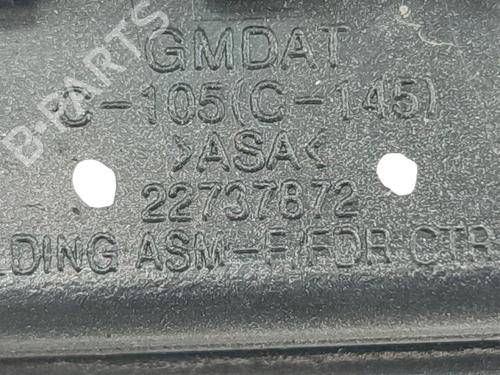 GMDAT
C-105(C-145)
>ASA<
22737872
LDING ASM-F/FDR CTR
B-PARTS